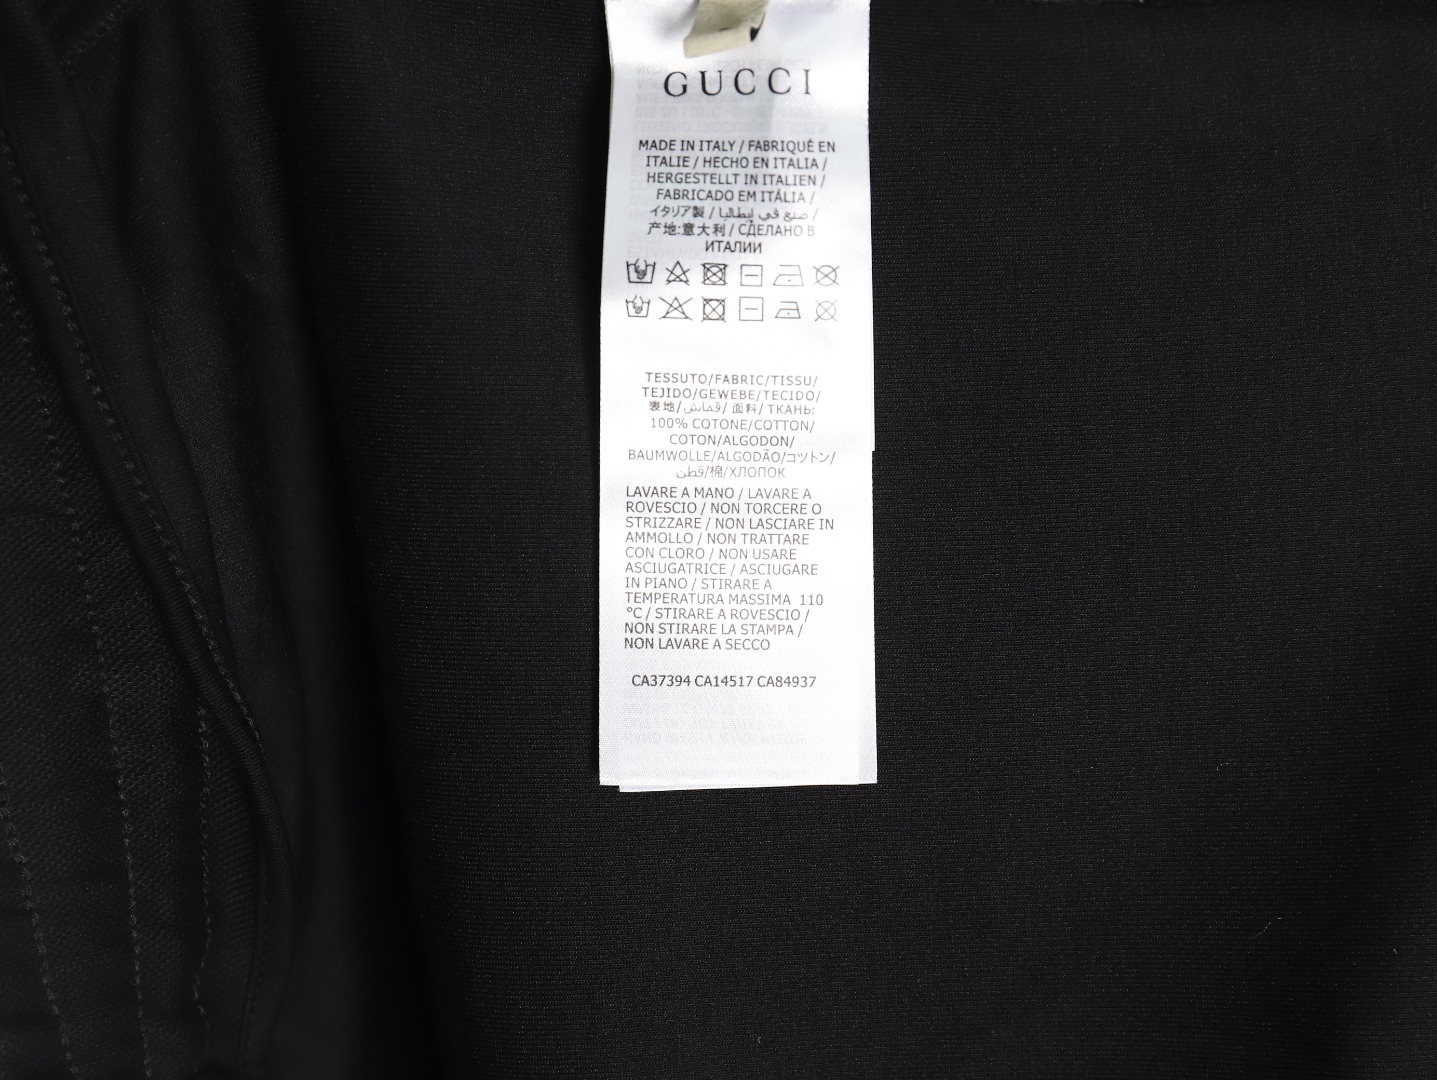 GUCCI
MADE IN ITALY / FABRIQUÊ EN
ITALIE / HECHO EN ITALIA /
HERGESTELLT IN ITALIEN /
FABRICADO EM ITÁLIA /
イタリア製 / صنع في إيطاليا /
产地:意大利 / СДЕЛАНО В
ИТАЛИИ
TESSUTO/FABRIC/TISSU/
TEJIDO/GEWEBE/TECIDO/
表地/قماش/ 面料/ ТКАНЬ:
100% COTONE/COTTON/
COTON/ALGODON/
BAUMWOLLE/ALGODÃO/コットン/
قطن/棉/ХЛОПОК
LAVARE A MANO / LAVARE A
ROVESCIO / NON TORCERE O
STRIZZARE / NON LASCIARE IN
AMMOLLO / NON TRATTARE
CON CLORO / NON USARE
ASCIUGATRICE / ASCIUGARE
IN PIANO / STIRARE A
TEMPERATURA MASSIMA 110
°C / STIRARE A ROVESCIO /
NON STIRARE LA STAMPA /
NON LAVARE A SECCO
CA37394 CA14517 CA84937